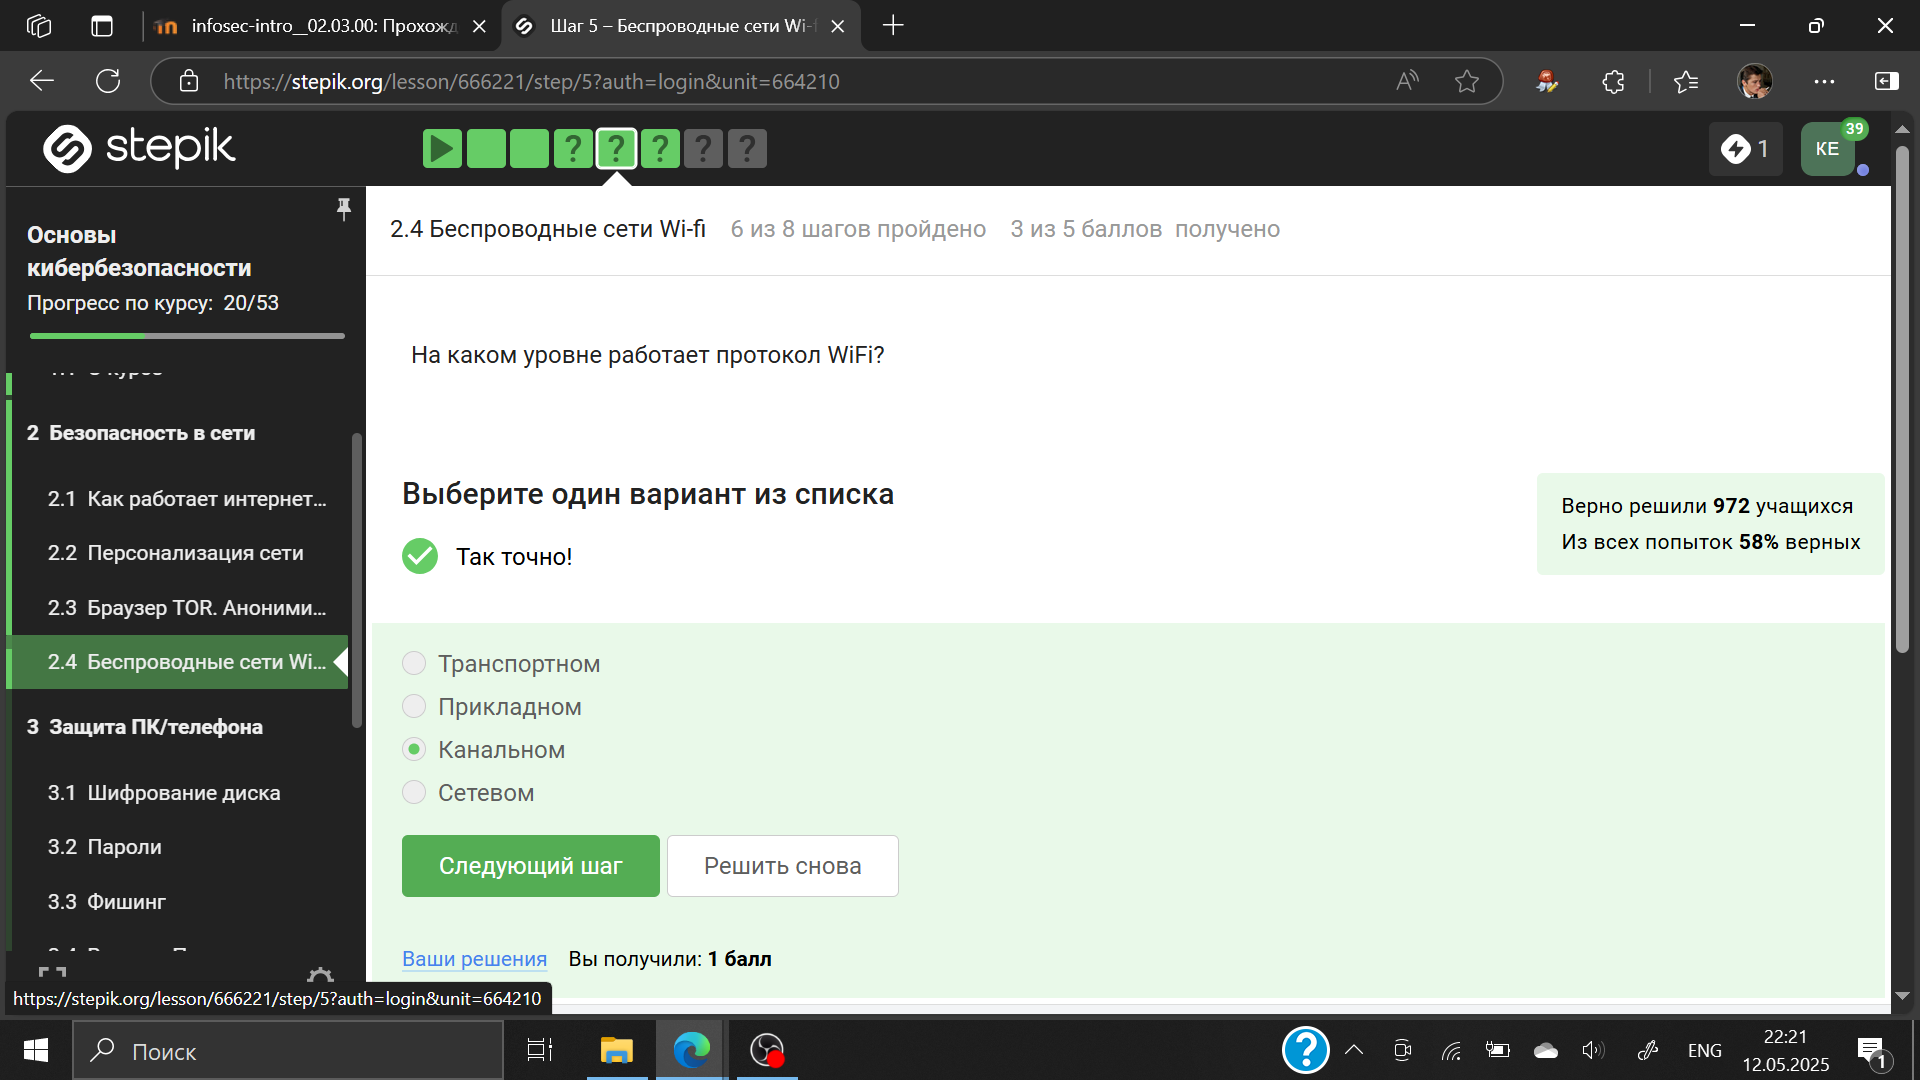 infosec-intro__02.03.00: Прохожд
Шаг 5 – Беспроводные сети Wi-f
https://stepik.org/lesson/666221/step/5?auth=login&unit=664210
stepik
? ? ? ? ?
1
KE
39
Основы
кибербезопасности
Прогресс по курсу: 20/53
2 Безопасность в сети
2.1 Как работает интернет...
2.2 Персонализация сети
2.3 Браузер TOR. Аноними...
2.4 Беспроводные сети Wi...
3 Защита ПК/телефона
3.1 Шифрование диска
3.2 Пароли
3.3 Фишинг
2.4 Беспроводные сети Wi-fi 6 из 8 шагов пройдено 3 из 5 баллов получено
На каком уровне работает протокол WiFi?
Выберите один вариант из списка
Так точно!
Верно решили 972 учащихся
Из всех попыток 58% верных
Транспортном
Прикладном
Канальном
Сетевом
Следующий шаг
Решить снова
Ваши решения Вы получили: 1 балл
https://stepik.org/lesson/666221/step/5?auth=login&unit=664210
Поиск
ENG
22:21
12.05.2025
1